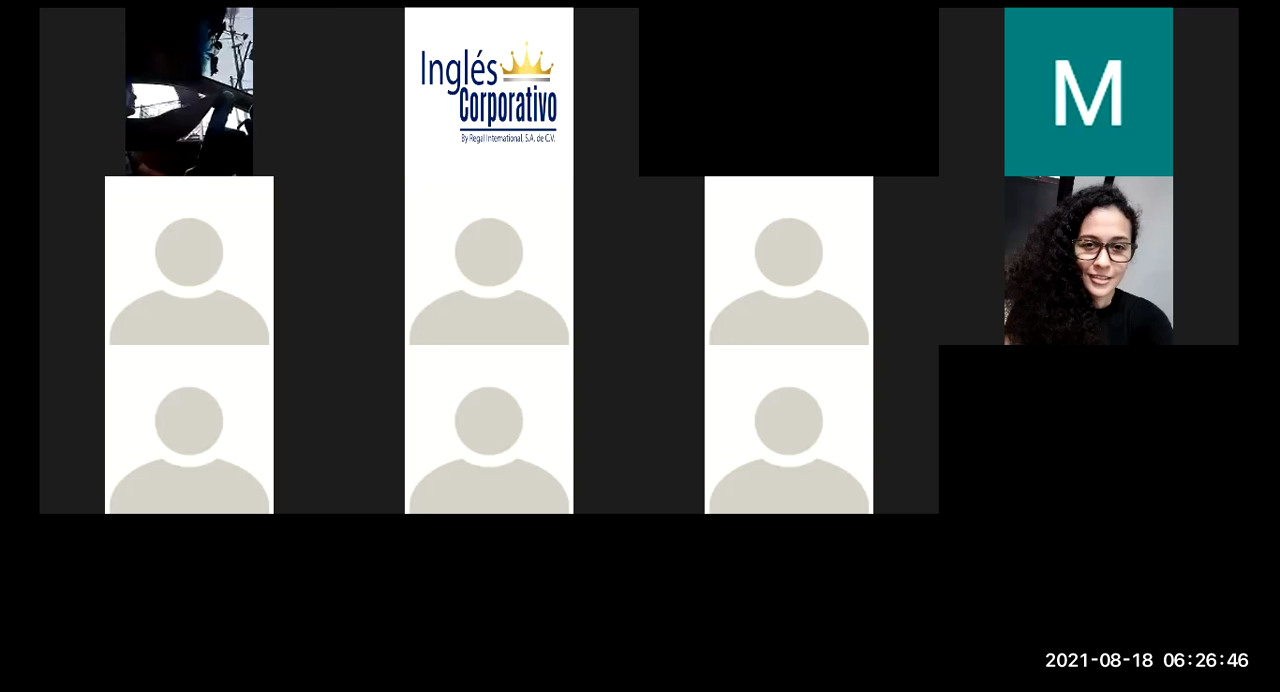 Inglés
Corporativo
By Regal International, S.A. de C.V.
M
2021-08-18 06:26:46